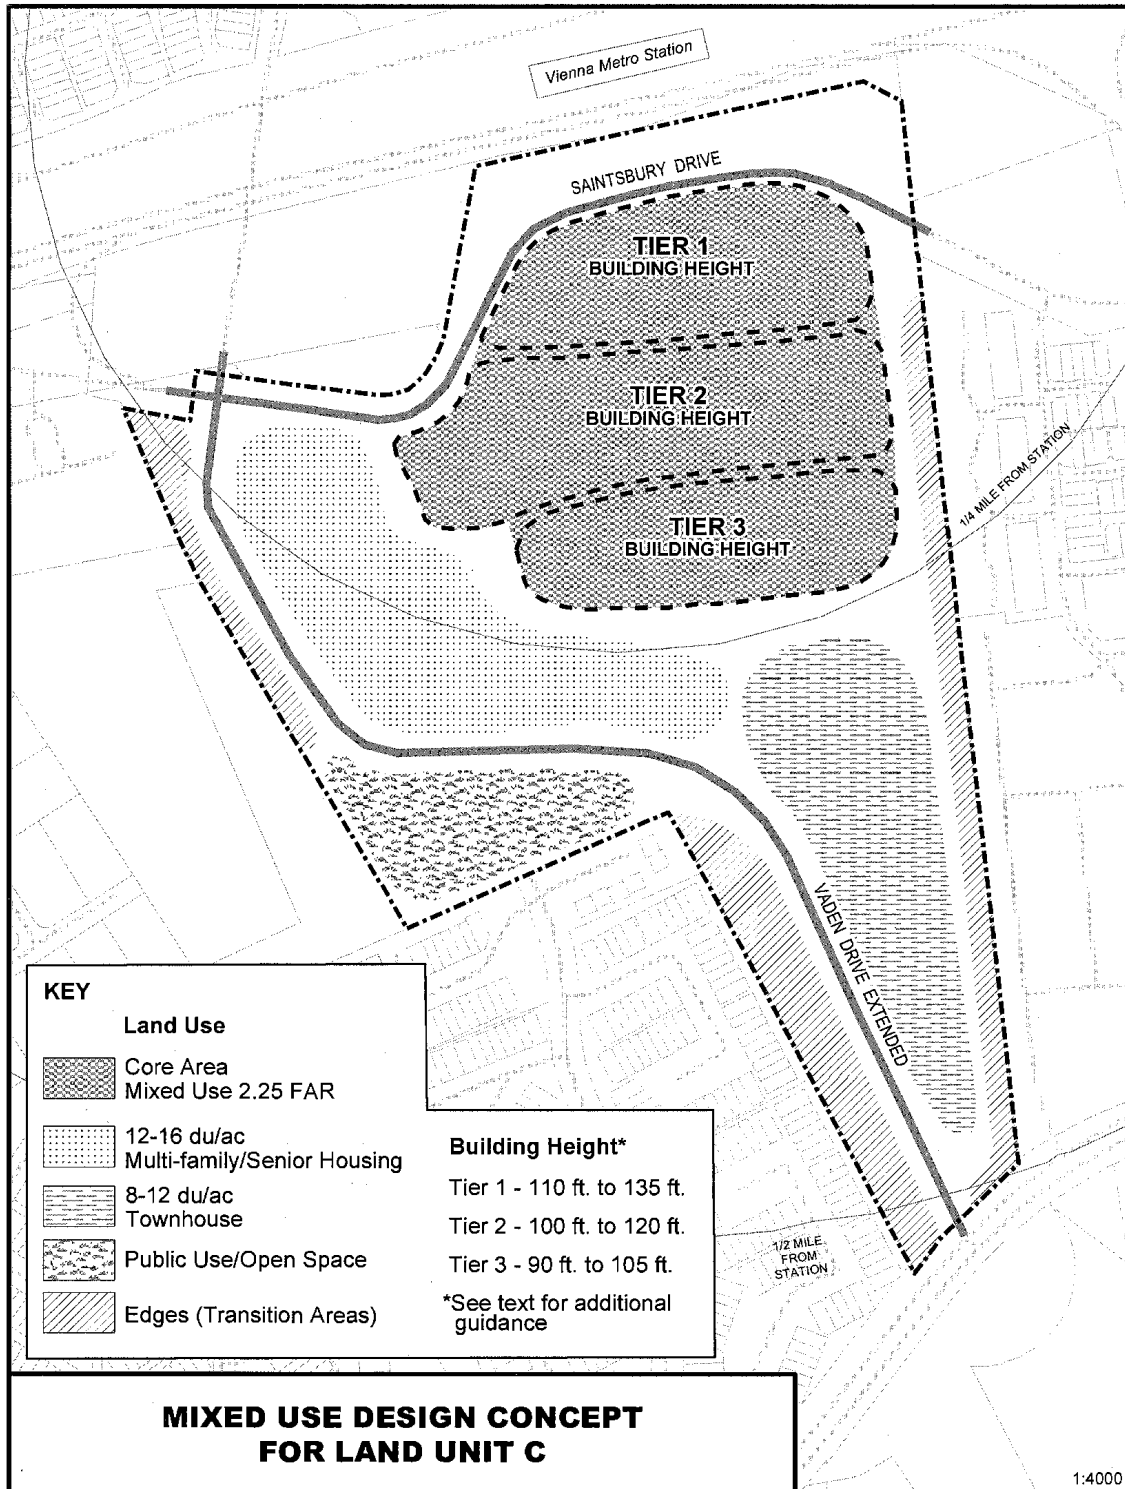 Vienna Metro Station
SAINTSBURY DRIVE
TIER 1
BUILDING HEIGHT
TIER 2
BUILDING HEIGHT
1/4 MILE FROM STATION
TIER 3
BUILDING HEIGHT
VADEN DRIVE EXTENDED
KEY
Land Use
Core Area
Mixed Use 2.25 FAR
12-16 du/ac
Multi-family/Senior Housing
8-12 du/ac
Townhouse
Public Use/Open Space
Edges (Transition Areas)
Building Height*
Tier 1 - 110 ft. to 135 ft.
Tier 2 - 100 ft. to 120 ft.
Tier 3 - 90 ft. to 105 ft.
*See text for additional
guidance
1/2 MILE
FROM
STATION
MIXED USE DESIGN CONCEPT
FOR LAND UNIT C
1:4000